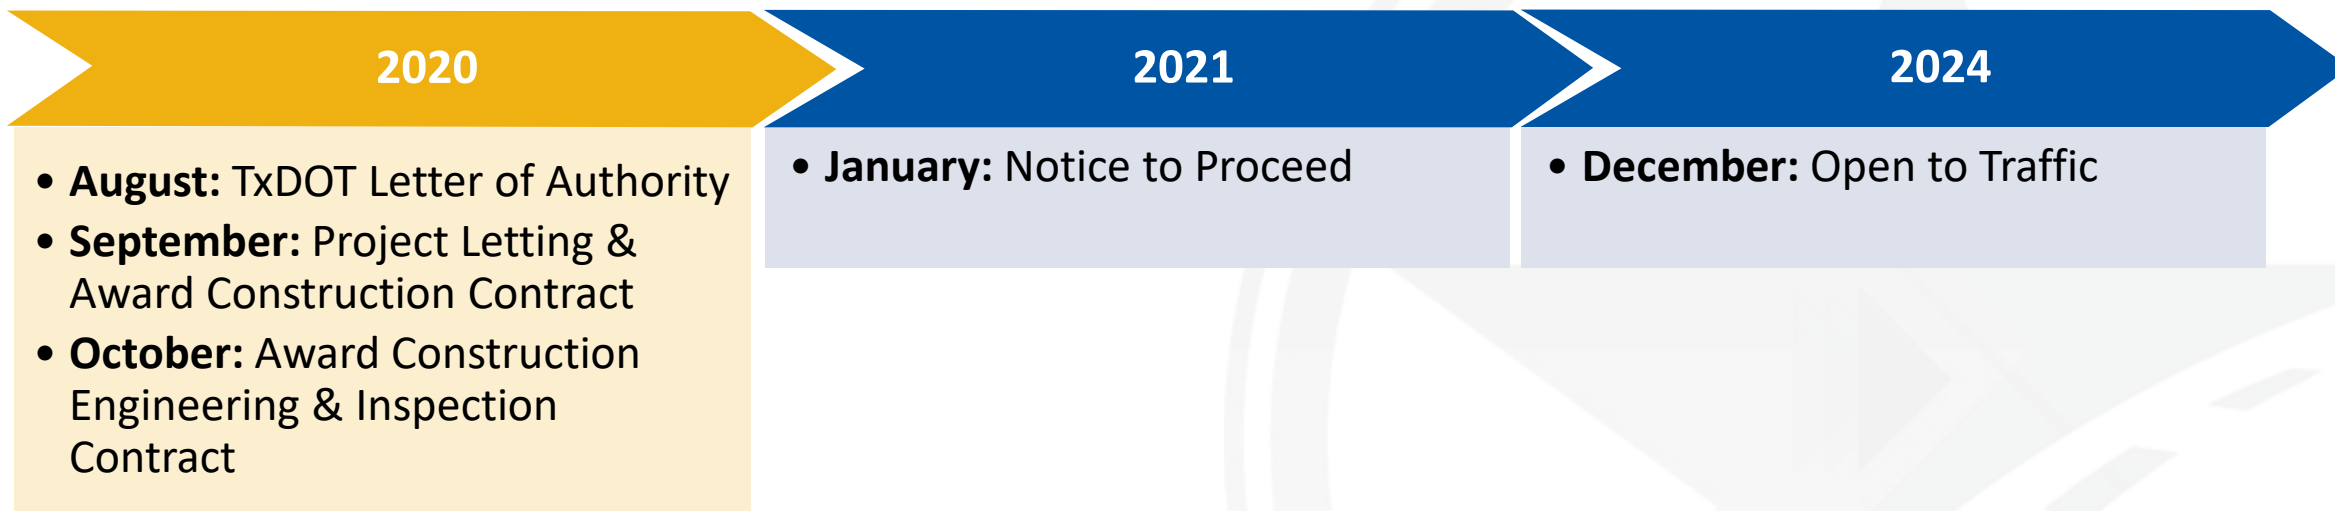 2020
• August: TxDOT Letter of Authority
• September: Project Letting &
Award Construction Contract
• October: Award Construction
Engineering & Inspection
Contract
2021
• January: Notice to Proceed
2024
• December: Open to Traffic